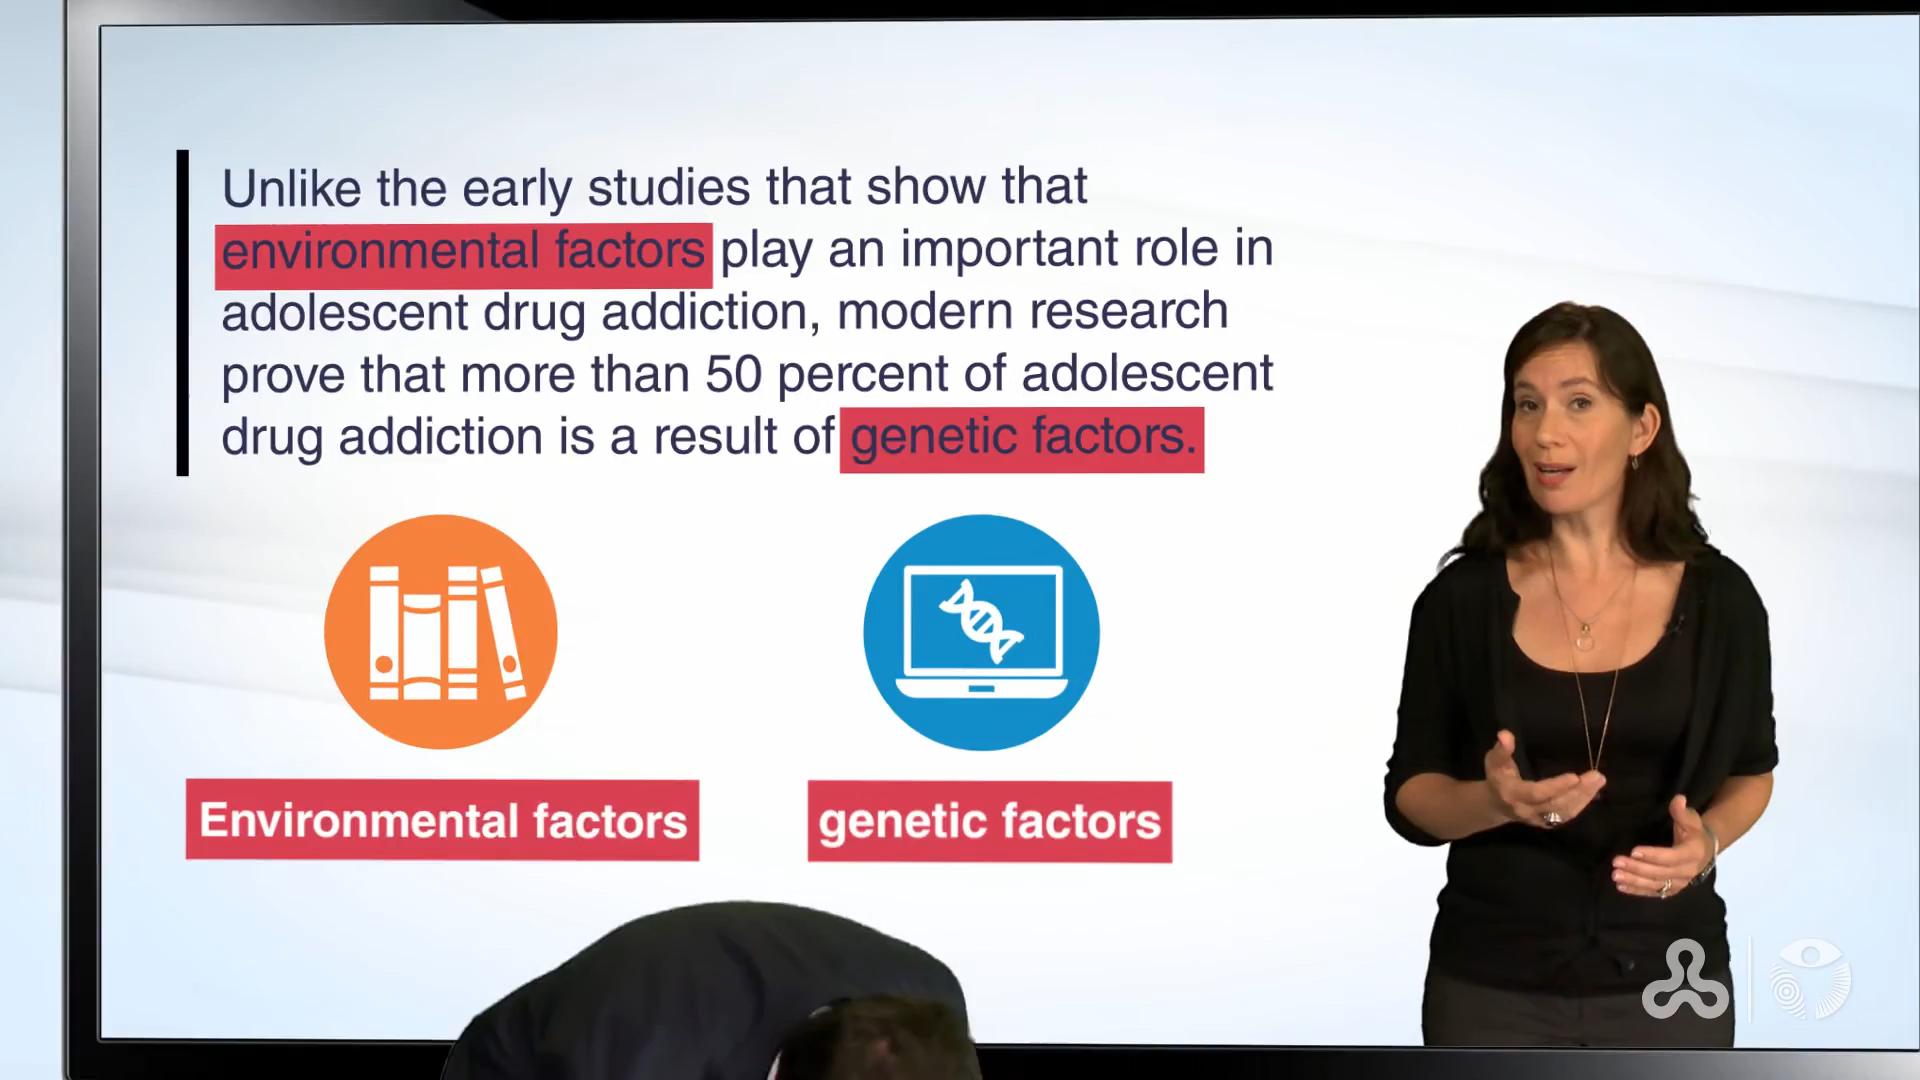 Unlike the early studies that show that
environmental factors play an important role in
adolescent drug addiction, modern research
prove that more than 50 percent of adolescent
drug addiction is a result of genetic factors.
Environmental factors
genetic factors